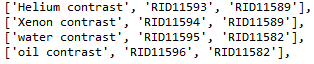 ['Helium contrast', 'RID11593', 'RID11589'],
['Xenon contrast', 'RID11594', 'RID11589'],
['water contrast', 'RID11595', 'RID11582'],
['oil contrast', 'RID11596', 'RID11582'],